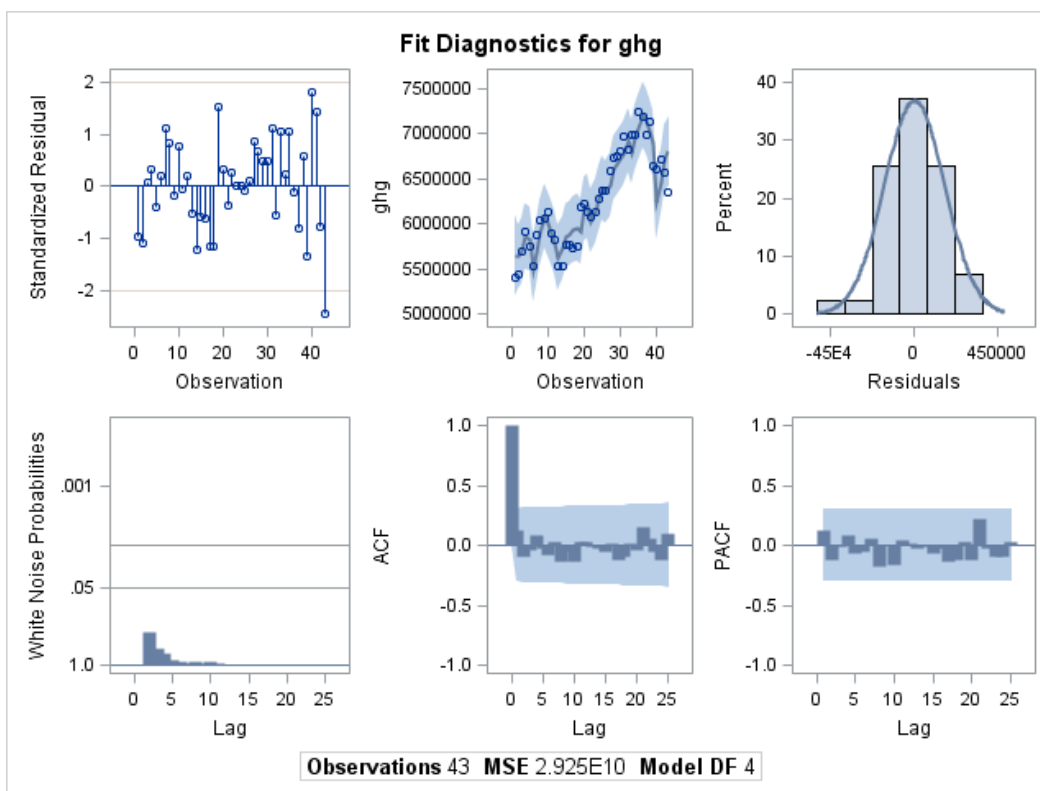 Fit Diagnostics for ghg
Standardized Residual
2
1
0
-1
-2
0 10 20 30 40
Observation
ghg
7500000
7000000
6500000
6000000
5500000
5000000
0 10 20 30 40
Observation
Percent
40
30
20
10
0
-45E4 0 450000
Residuals
White Noise Probabilities
.001
.05
1.0
0 5 10 15 20 25
Lag
ACF
1.0
0.5
0.0
-0.5
-1.0
0 5 10 15 20 25
Lag
PACF
1.0
0.5
0.0
-0.5
-1.0
0 5 10 15 20 25
Lag
Observations 43 MSE 2.925E10 Model DF 4